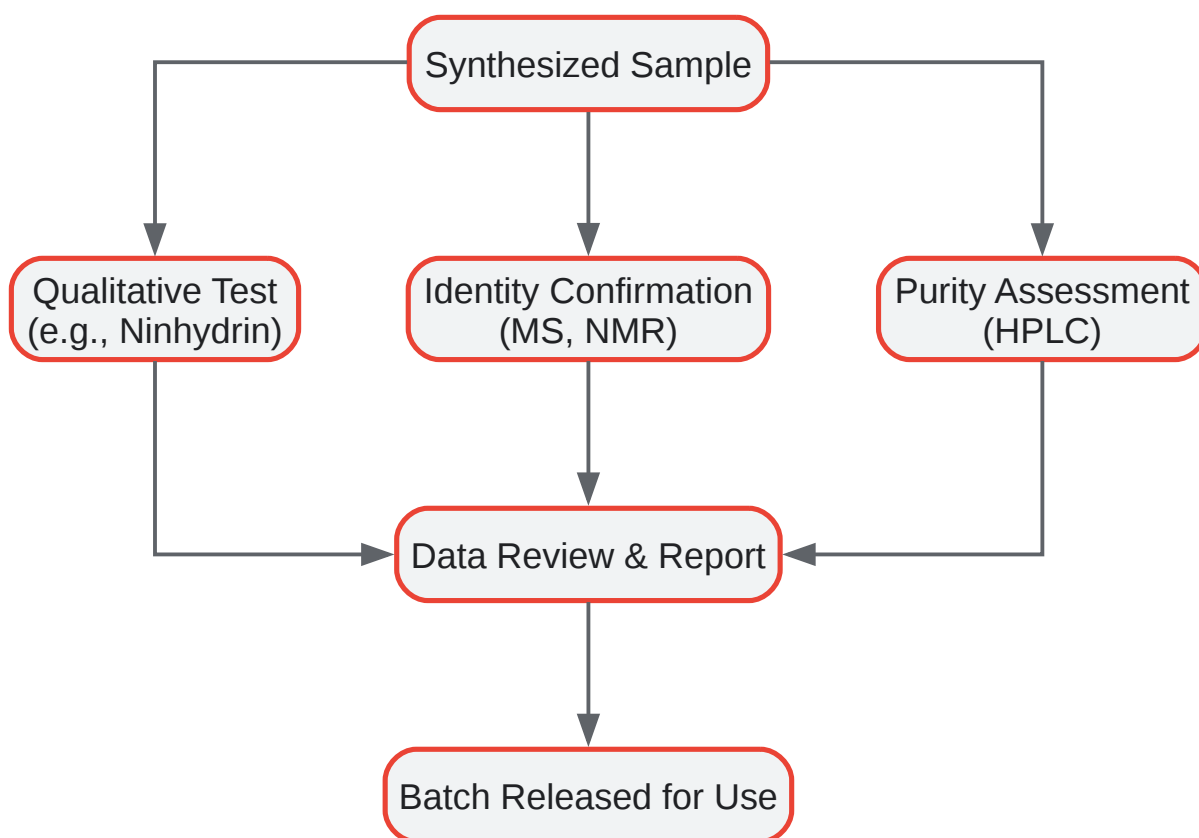 Synthesized Sample
Qualitative Test
(e.g., Ninhydrin)
Identity Confirmation
(MS, NMR)
Purity Assessment
(HPLC)
Data Review & Report
Batch Released for Use